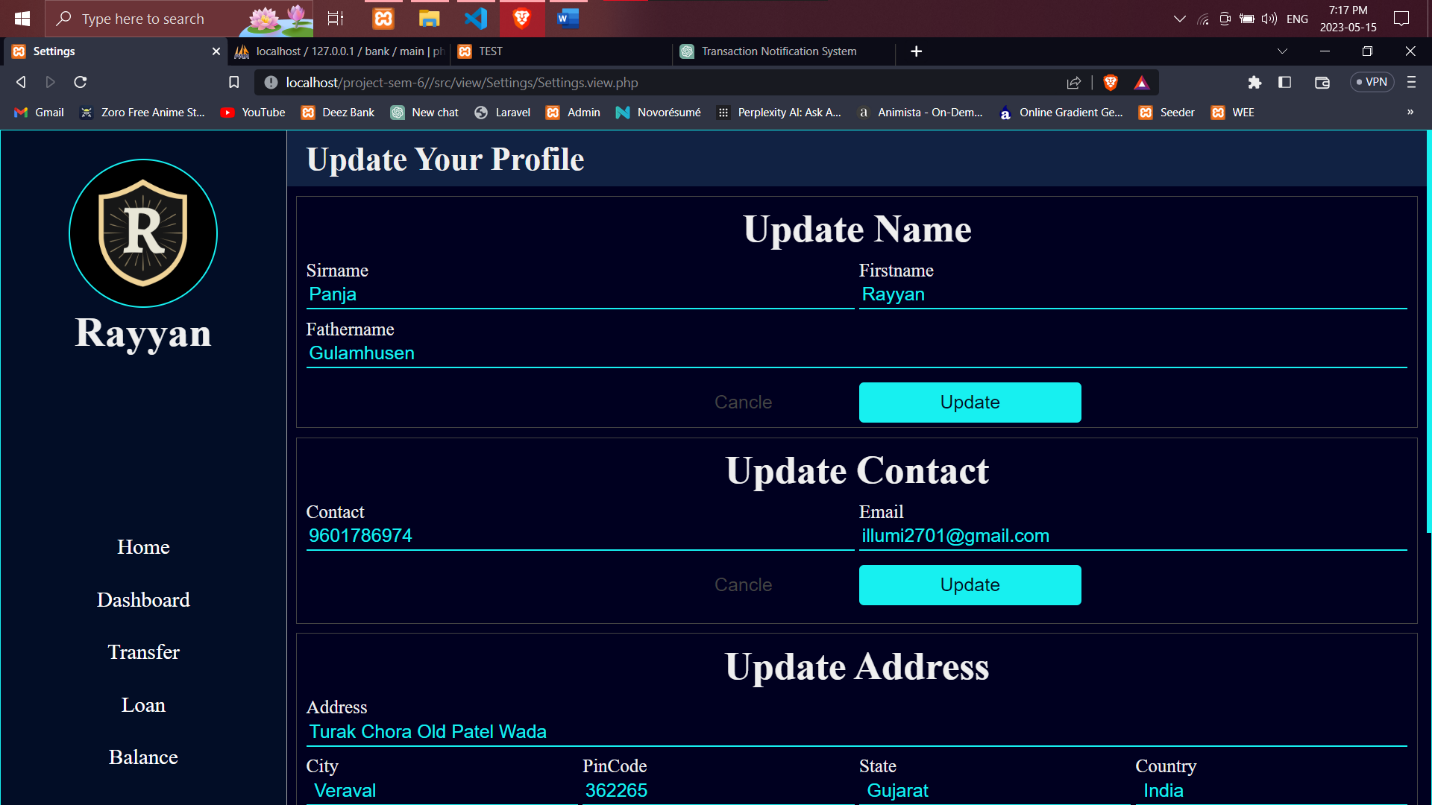 Type here to search
ENG
7:17 PM
2023-05-15
Settings
localhost / 127.0.0.1 / bank / main | ph
TEST
Transaction Notification System
localhost/project-sem-6//src/view/Settings/Settings.view.php
VPN
Gmail
Zoro Free Anime St...
YouTube
Deez Bank
New chat
Laravel
Admin
Novorésumé
Perplexity AI: Ask A...
Animista - On-Dem...
Online Gradient Ge...
Seeder
WEE
»
R
Rayyan
Home
Dashboard
Transfer
Loan
Balance
Update Your Profile
Update Name
Sirname
Firstname
Panja
Rayyan
Fathername
Gulamhusen
Cancle
Update
Update Contact
Contact
Email
9601786974
illumi2701@gmail.com
Cancle
Update
Update Address
Address
Turak Chora Old Patel Wada
City
PinCode
State
Country
Veraval
362265
Gujarat
India